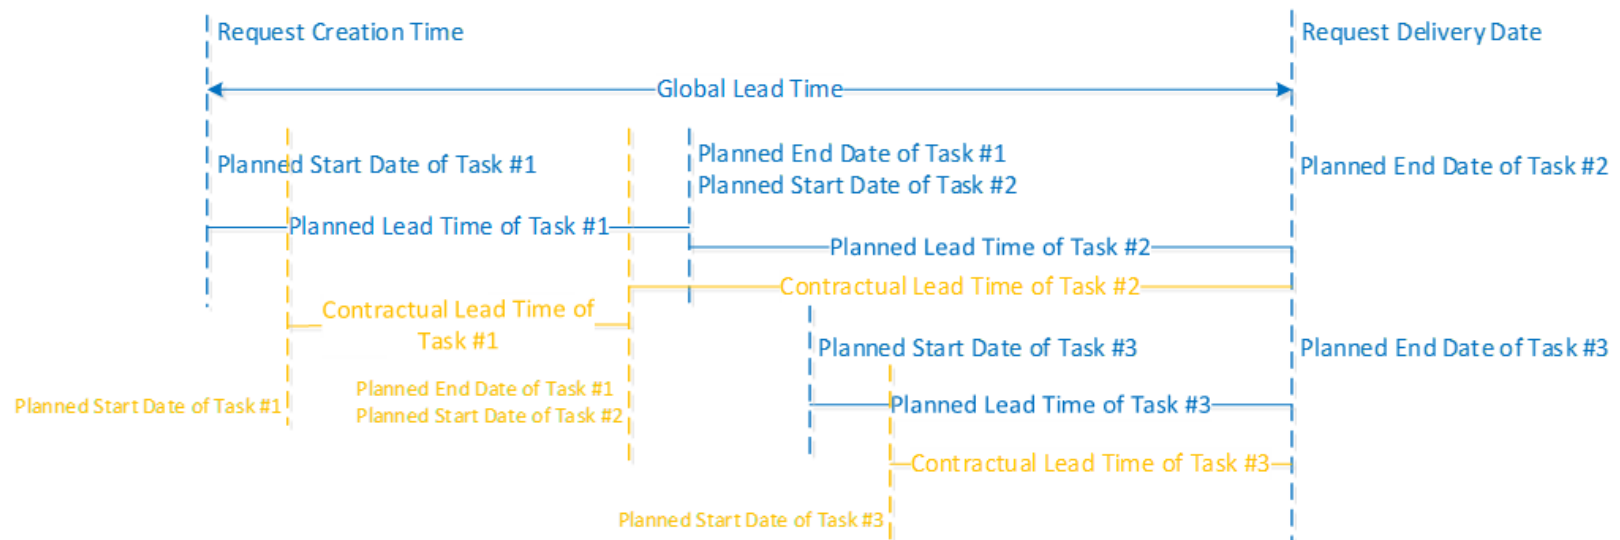 Request Creation Time
Request Delivery Date
Global Lead Time
Planned Start Date of Task #1
Planned End Date of Task #1
Planned Start Date of Task #2
Planned End Date of Task #2
Planned Lead Time of Task #1
Planned Lead Time of Task #2
Contractual Lead Time of Task #2
Contractual Lead Time of
Task #1
Planned Start Date of Task #3
Planned End Date of Task #3
Planned Start Date of Task #1
Planned End Date of Task #1
Planned Start Date of Task #2
Planned Lead Time of Task #3
Contractual Lead Time of Task #3
Planned Start Date of Task #3